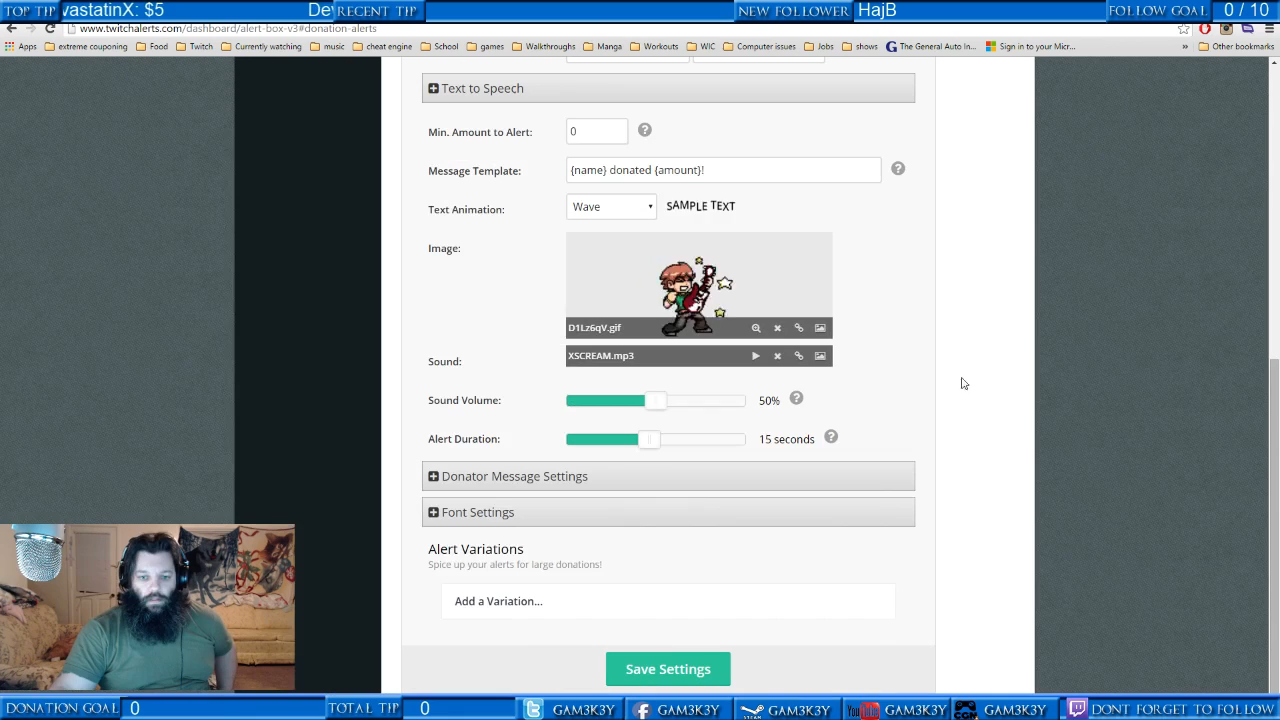 TOP TIP vastatinX: $5 De RECENT TIP NEW FOLLOWER HajB FOLLOW GOAL 0 / 10
www.twitchalerts.com/dashboard/alert-box-v3#donation-alerts
Apps extreme couponing Food Twitch Computers music cheat engine School games Walkthroughs Manga Workouts WIC Computer issues Jobs shows The General Auto In... Sign in to your Micr... » Other bookmarks
Text to Speech
Min. Amount to Alert: 0
Message Template: {name} donated {amount}!
Text Animation: Wave SAMPLE TEXT
Image:
D1Lz6qV.gif
Sound: XSCREAM.mp3
Sound Volume: 50%
Alert Duration: 15 seconds
Donator Message Settings
Font Settings
Alert Variations
Spice up your alerts for large donations!
Add a Variation...
Save Settings
DONATION GOAL 0 TOTAL TIP 0 GAM3K3Y GAM3K3Y STEAM GAM3K3Y You Tube GAM3K3Y GAM3K3Y DONT FORGET TO FOLLOW